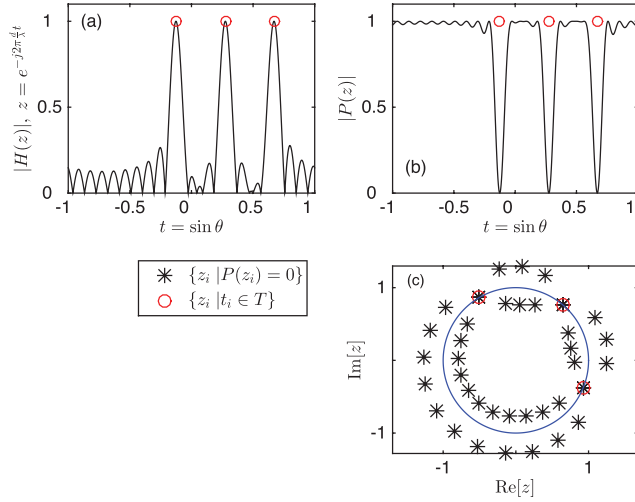 (a)
|H(z)|, z = e^{-j2π\frac{d}{λ}t}
1
0.5
0
-1 -0.5 0 0.5 1
t = sin θ
(b)
|P(z)|
1
0.5
0
-1 -0.5 0 0.5 1
t = sin θ
{z_i |P(z_i) = 0}
{z_i |t_i ∈ T}
(c)
Im[z]
1
-1
-1 1
Re[z]